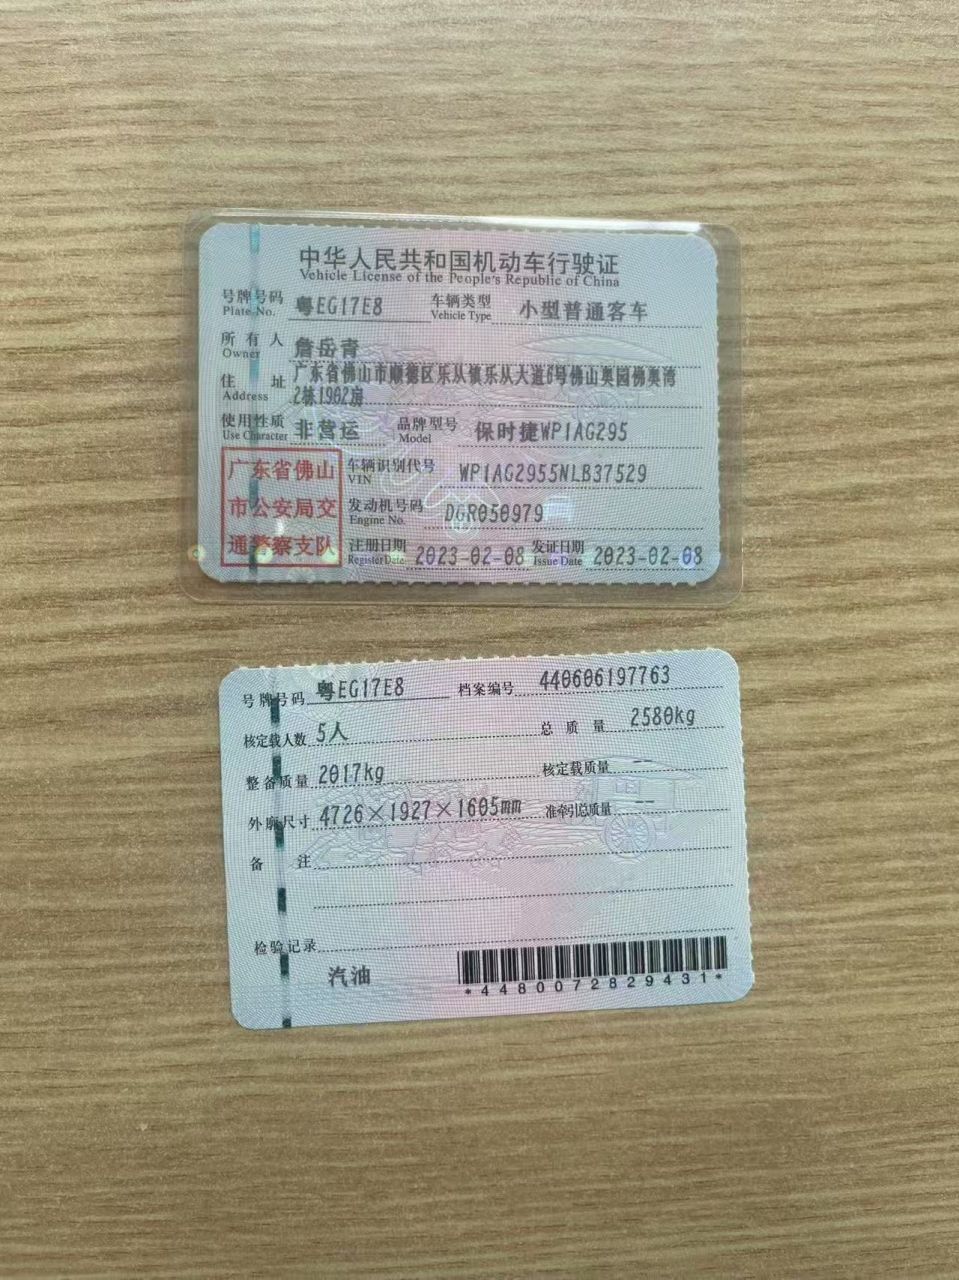 中华人民共和国机动车行驶证
Vehicle License of the People's Republic of China
号牌号码 粤EG17E8 车辆类型 小型普通客车
Plate No. Vehicle Type
所有人 詹岳青
Owner
住址 广东省佛山市顺德区乐从镇乐从大道6号佛山奥园佛奥湾
Address 2栋1902房
使用性质 非营运 品牌型号 保时捷WP1AG295
Use Character Model
广东省佛山
市公安局交
通警察支队
车辆识别代号 WP1AG2955NLB37529
VIN
发动机号码 DGR050979
Engine No.
注册日期 2023-02-08 发证日期 2023-02-08
Register Date Issue Date
号牌号码 粤EG17E8 档案编号 440606197763
核定载人数 5人 总质量 2580kg
整备质量 2017kg 核定载质量 --
外廓尺寸 4726×1927×1605mm 准牵引总质量 --
备注
检验记录
汽油
*4480072829431*